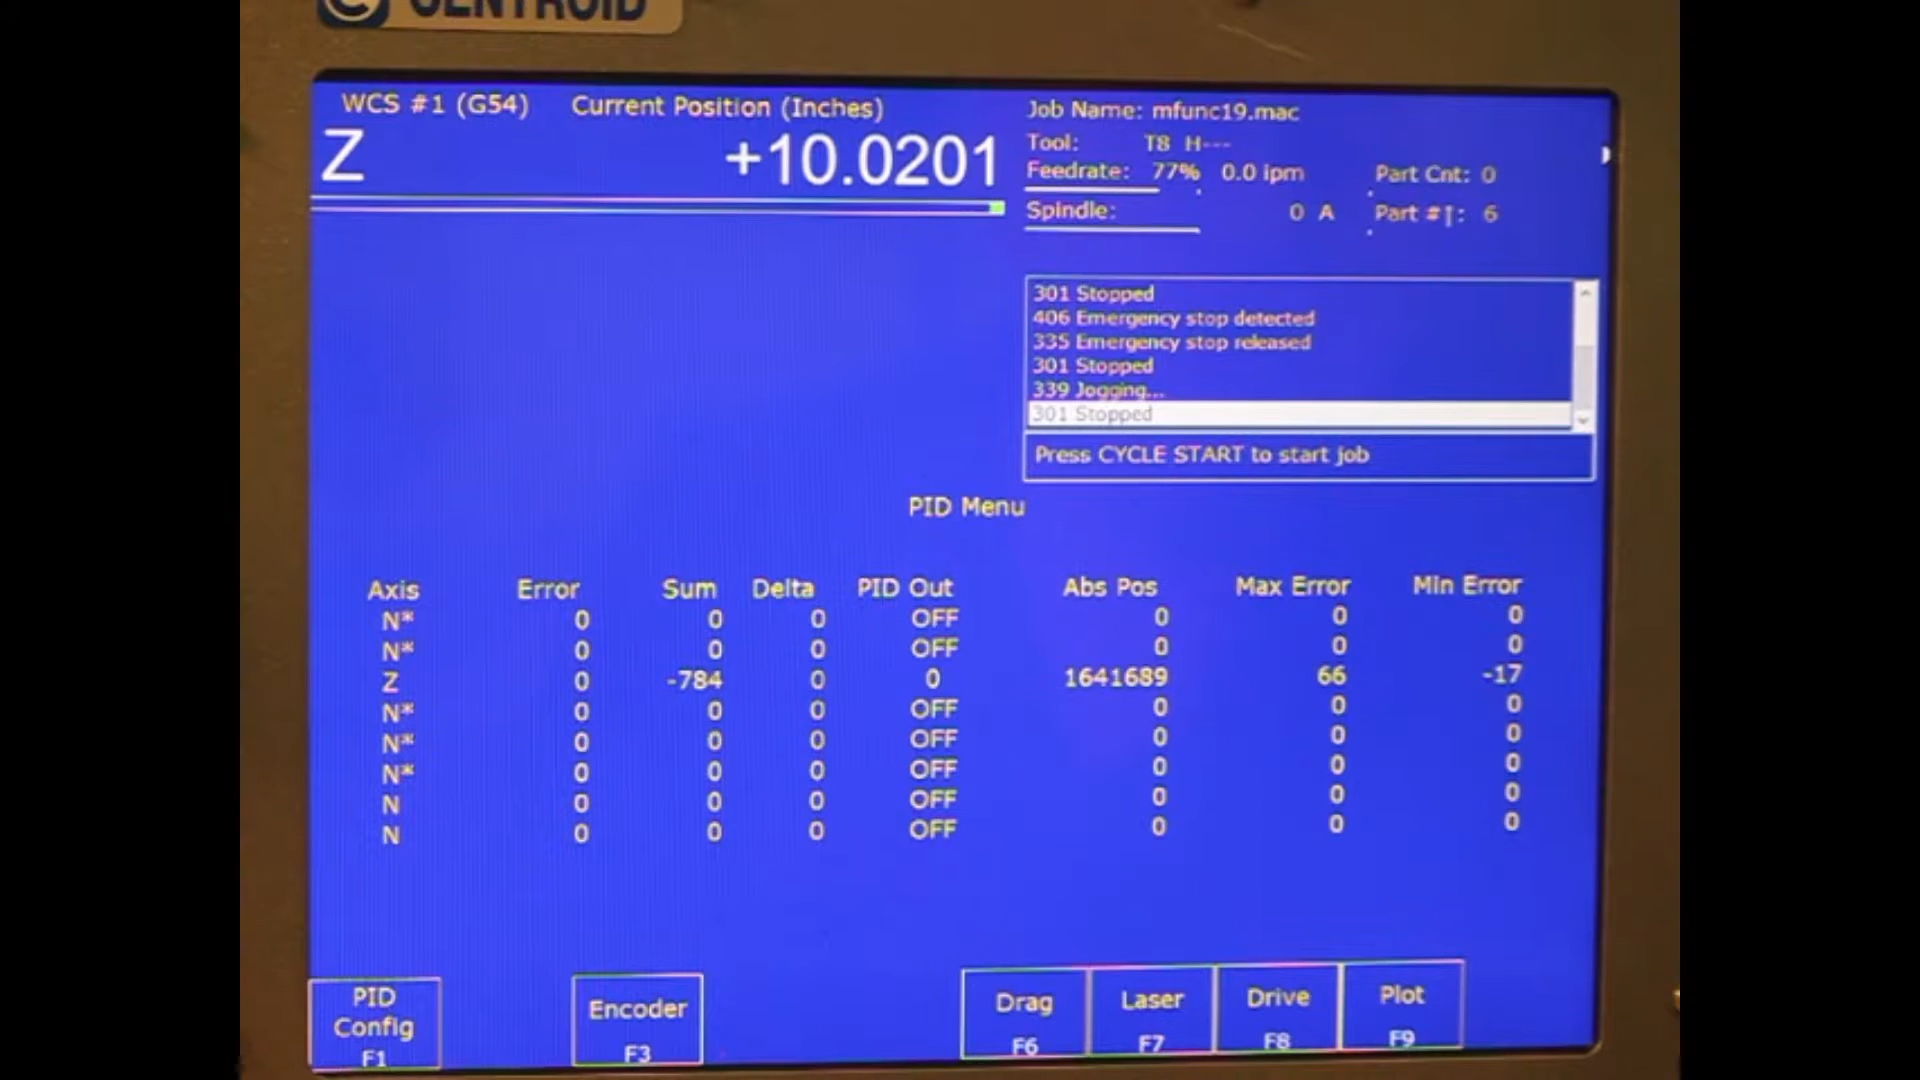 CENTROID
WCS #1 (G54) Current Position (Inches)
Z +10.0201
Job Name: mfunc19.mac
Tool: T8 H---
Feedrate: 77% 0.0 ipm Part Cnt: 0
Spindle: 0 A Part #↑: 6
301 Stopped
406 Emergency stop detected
335 Emergency stop released
301 Stopped
339 Jogging...
301 Stopped
Press CYCLE START to start job
PID Menu
Axis Error Sum Delta PID Out Abs Pos Max Error Min Error
N* 0 0 0 OFF 0 0 0
N* 0 0 0 OFF 0 0 0
Z 0 -784 0 0 1641689 66 -17
N* 0 0 0 OFF 0 0 0
N* 0 0 0 OFF 0 0 0
N* 0 0 0 OFF 0 0 0
N 0 0 0 OFF 0 0 0
N 0 0 0 OFF 0 0 0
PID
Config
F1
Encoder
F3
Drag
F6
Laser
F7
Drive
F8
Plot
F9